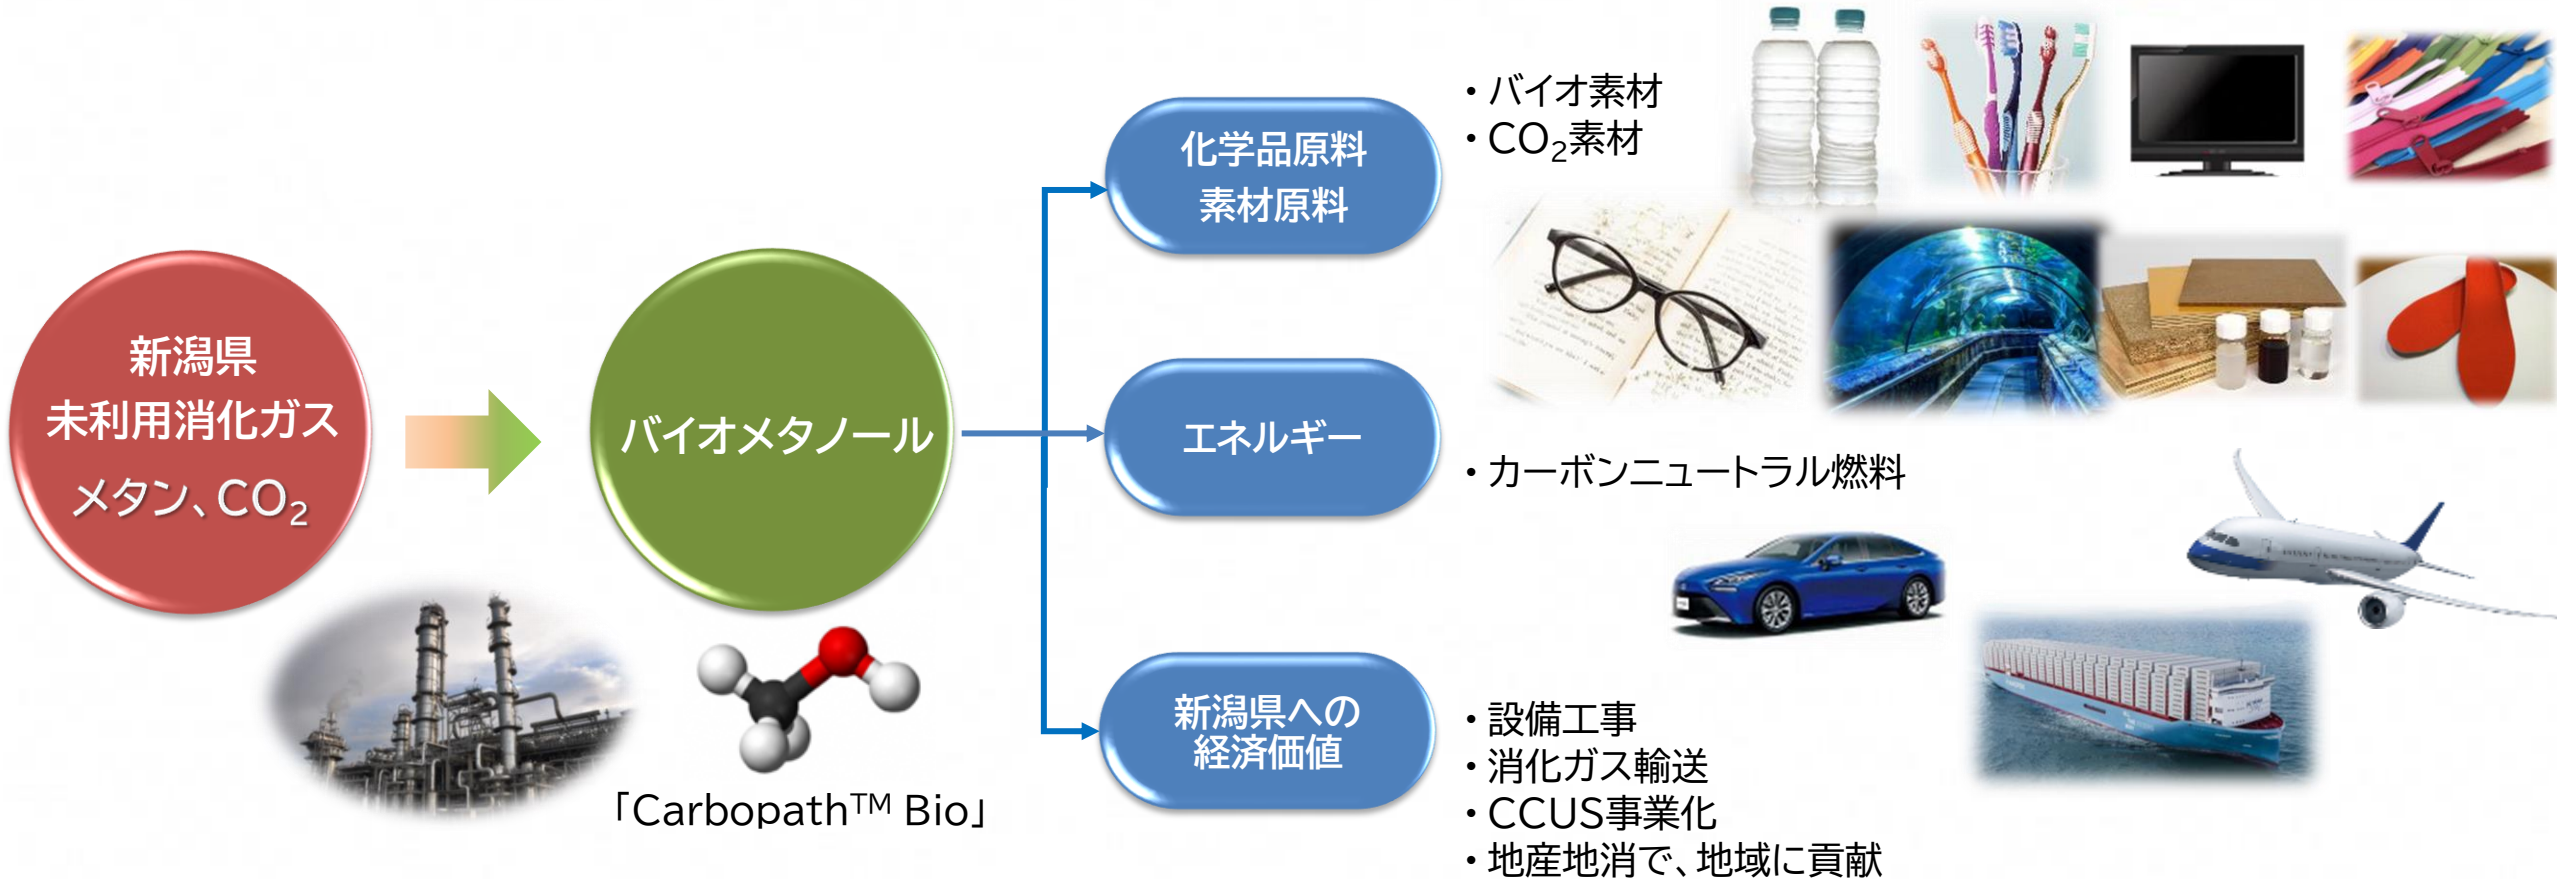 新潟県
未利用消化ガス
メタン、CO₂
バイオメタノール
「Carbopath™ Bio」
化学品原料
素材原料
・バイオ素材
・CO₂素材
エネルギー
・カーボンニュートラル燃料
新潟県への
経済価値
・設備工事
・消化ガス輸送
・CCUS事業化
・地産地消で、地域に貢献